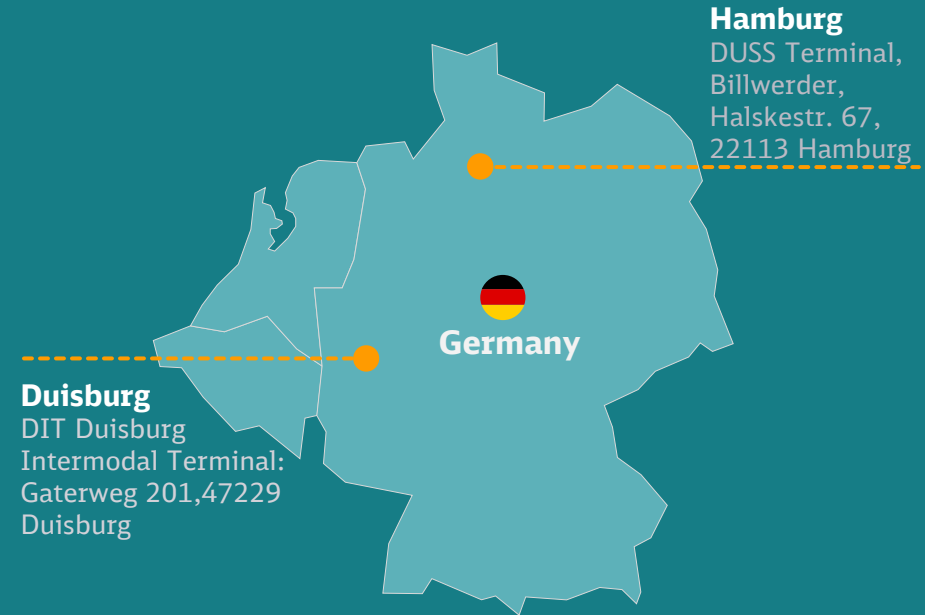 Hamburg
DUSS Terminal,
Billwerder,
Halskestr. 67,
22113 Hamburg
Germany
Duisburg
DIT Duisburg
Intermodal Terminal:
Gaterweg 201,47229
Duisburg